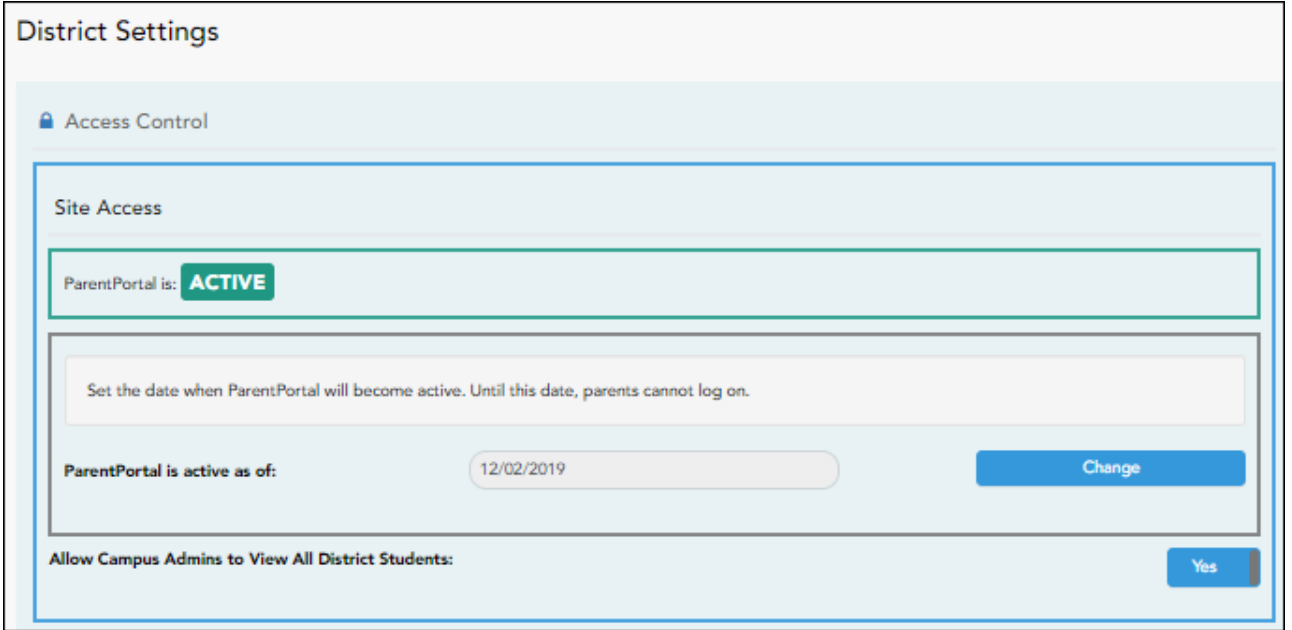 District Settings
Access Control
Site Access
ParentPortal is: ACTIVE
Set the date when ParentPortal will become active. Until this date, parents cannot log on.
ParentPortal is active as of: 12/02/2019 Change
Allow Campus Admins to View All District Students: Yes